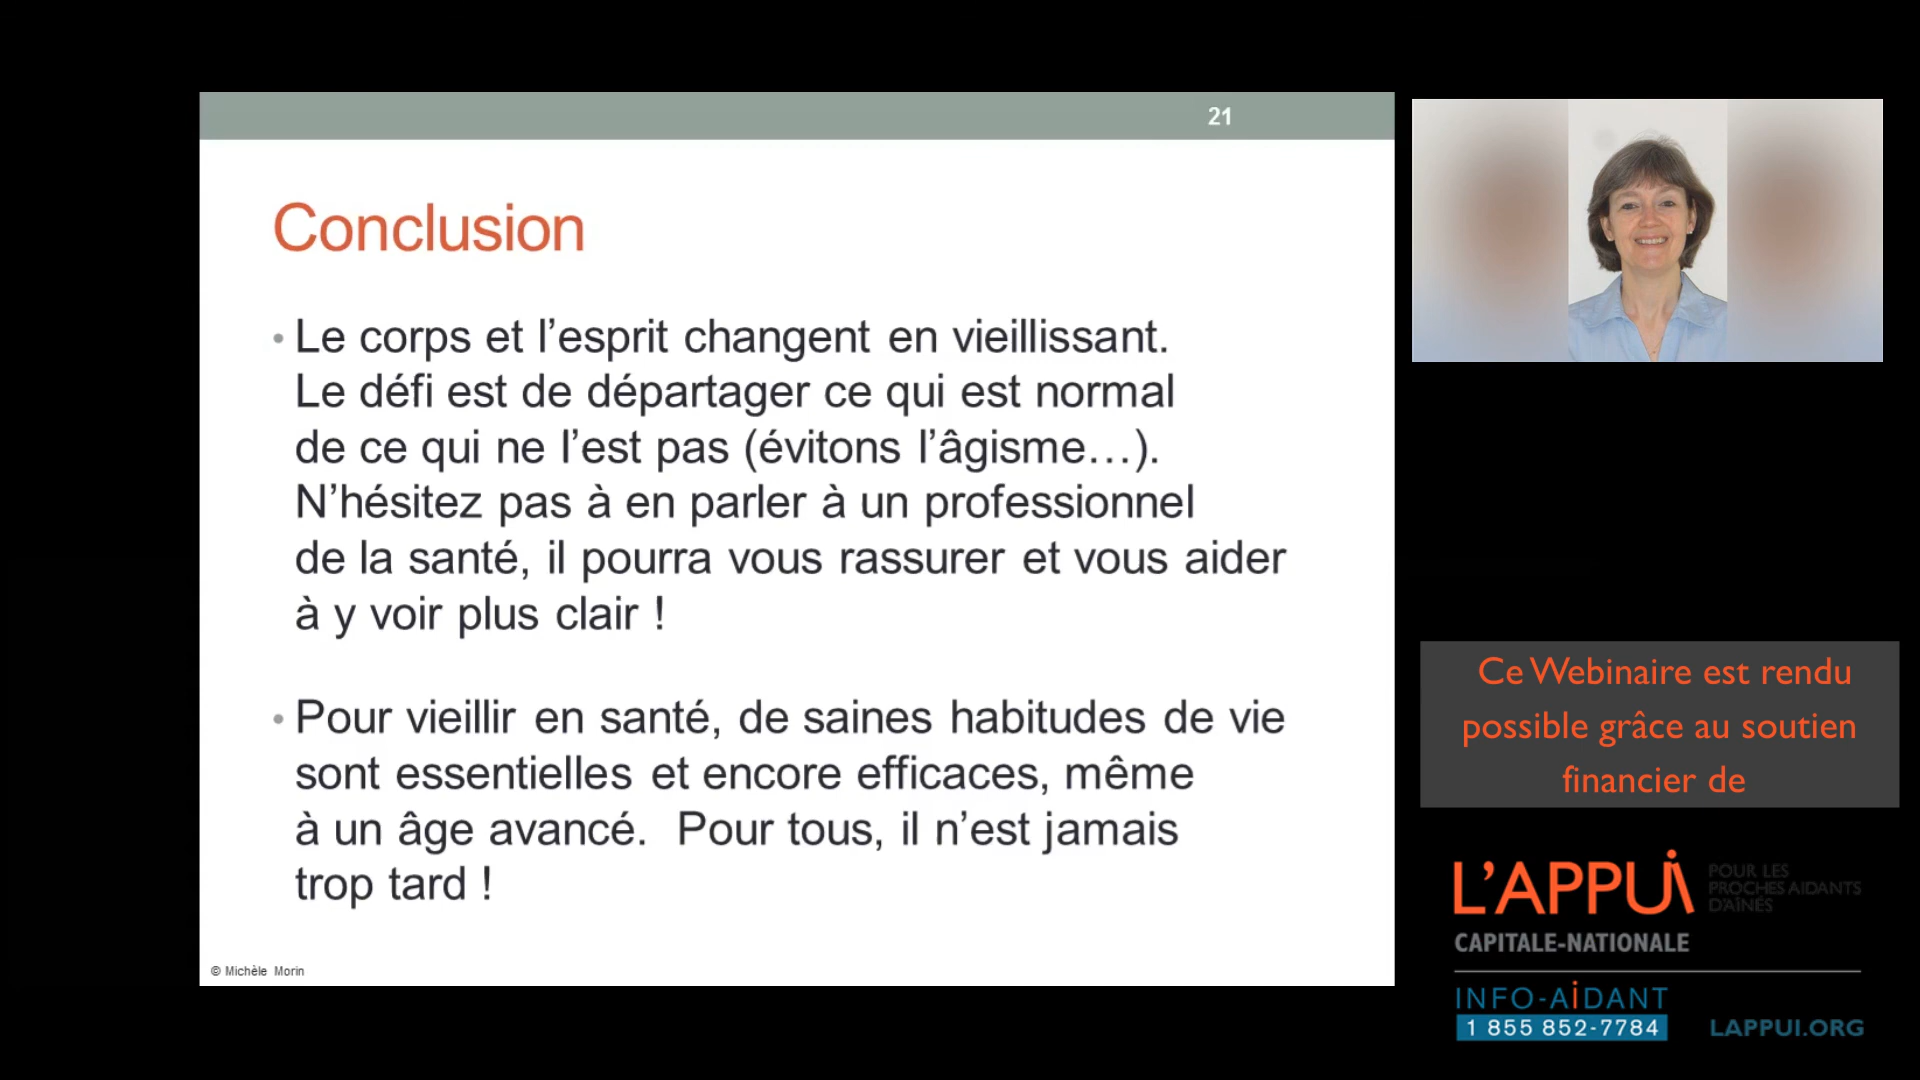 21
Conclusion
• Le corps et l’esprit changent en vieillissant.
Le défi est de départager ce qui est normal
de ce qui ne l’est pas (évitons l’âgisme…).
N’hésitez pas à en parler à un professionnel
de la santé, il pourra vous rassurer et vous aider
à y voir plus clair !
• Pour vieillir en santé, de saines habitudes de vie
sont essentielles et encore efficaces, même
à un âge avancé.  Pour tous, il n’est jamais
trop tard !
© Michèle Morin
Ce Webinaire est rendu
possible grâce au soutien
financier de
L’APPUi
POUR LES
PROCHES AIDANTS
D’AÎNÉS
CAPITALE-NATIONALE
INFO-AiDANT
1 855 852-7784
LAPPUI.ORG